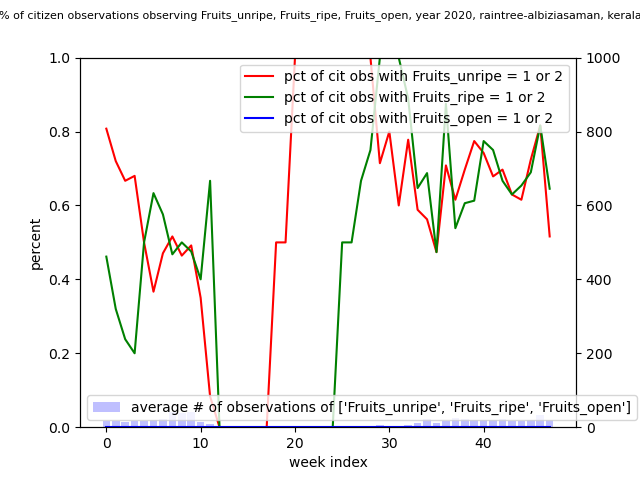 % of citizen observations observing Fruits_unripe, Fruits_ripe, Fruits_open, year 2020, raintree-albiziasaman, kerala
1.0
0.8
0.6
0.4
0.2
0.0
percent
pct of cit obs with Fruits_unripe = 1 or 2
pct of cit obs with Fruits_ripe = 1 or 2
pct of cit obs with Fruits_open = 1 or 2
average # of observations of ['Fruits_unripe', 'Fruits_ripe', 'Fruits_open']
1000
800
600
400
200
0
0 10 20 30 40
week index